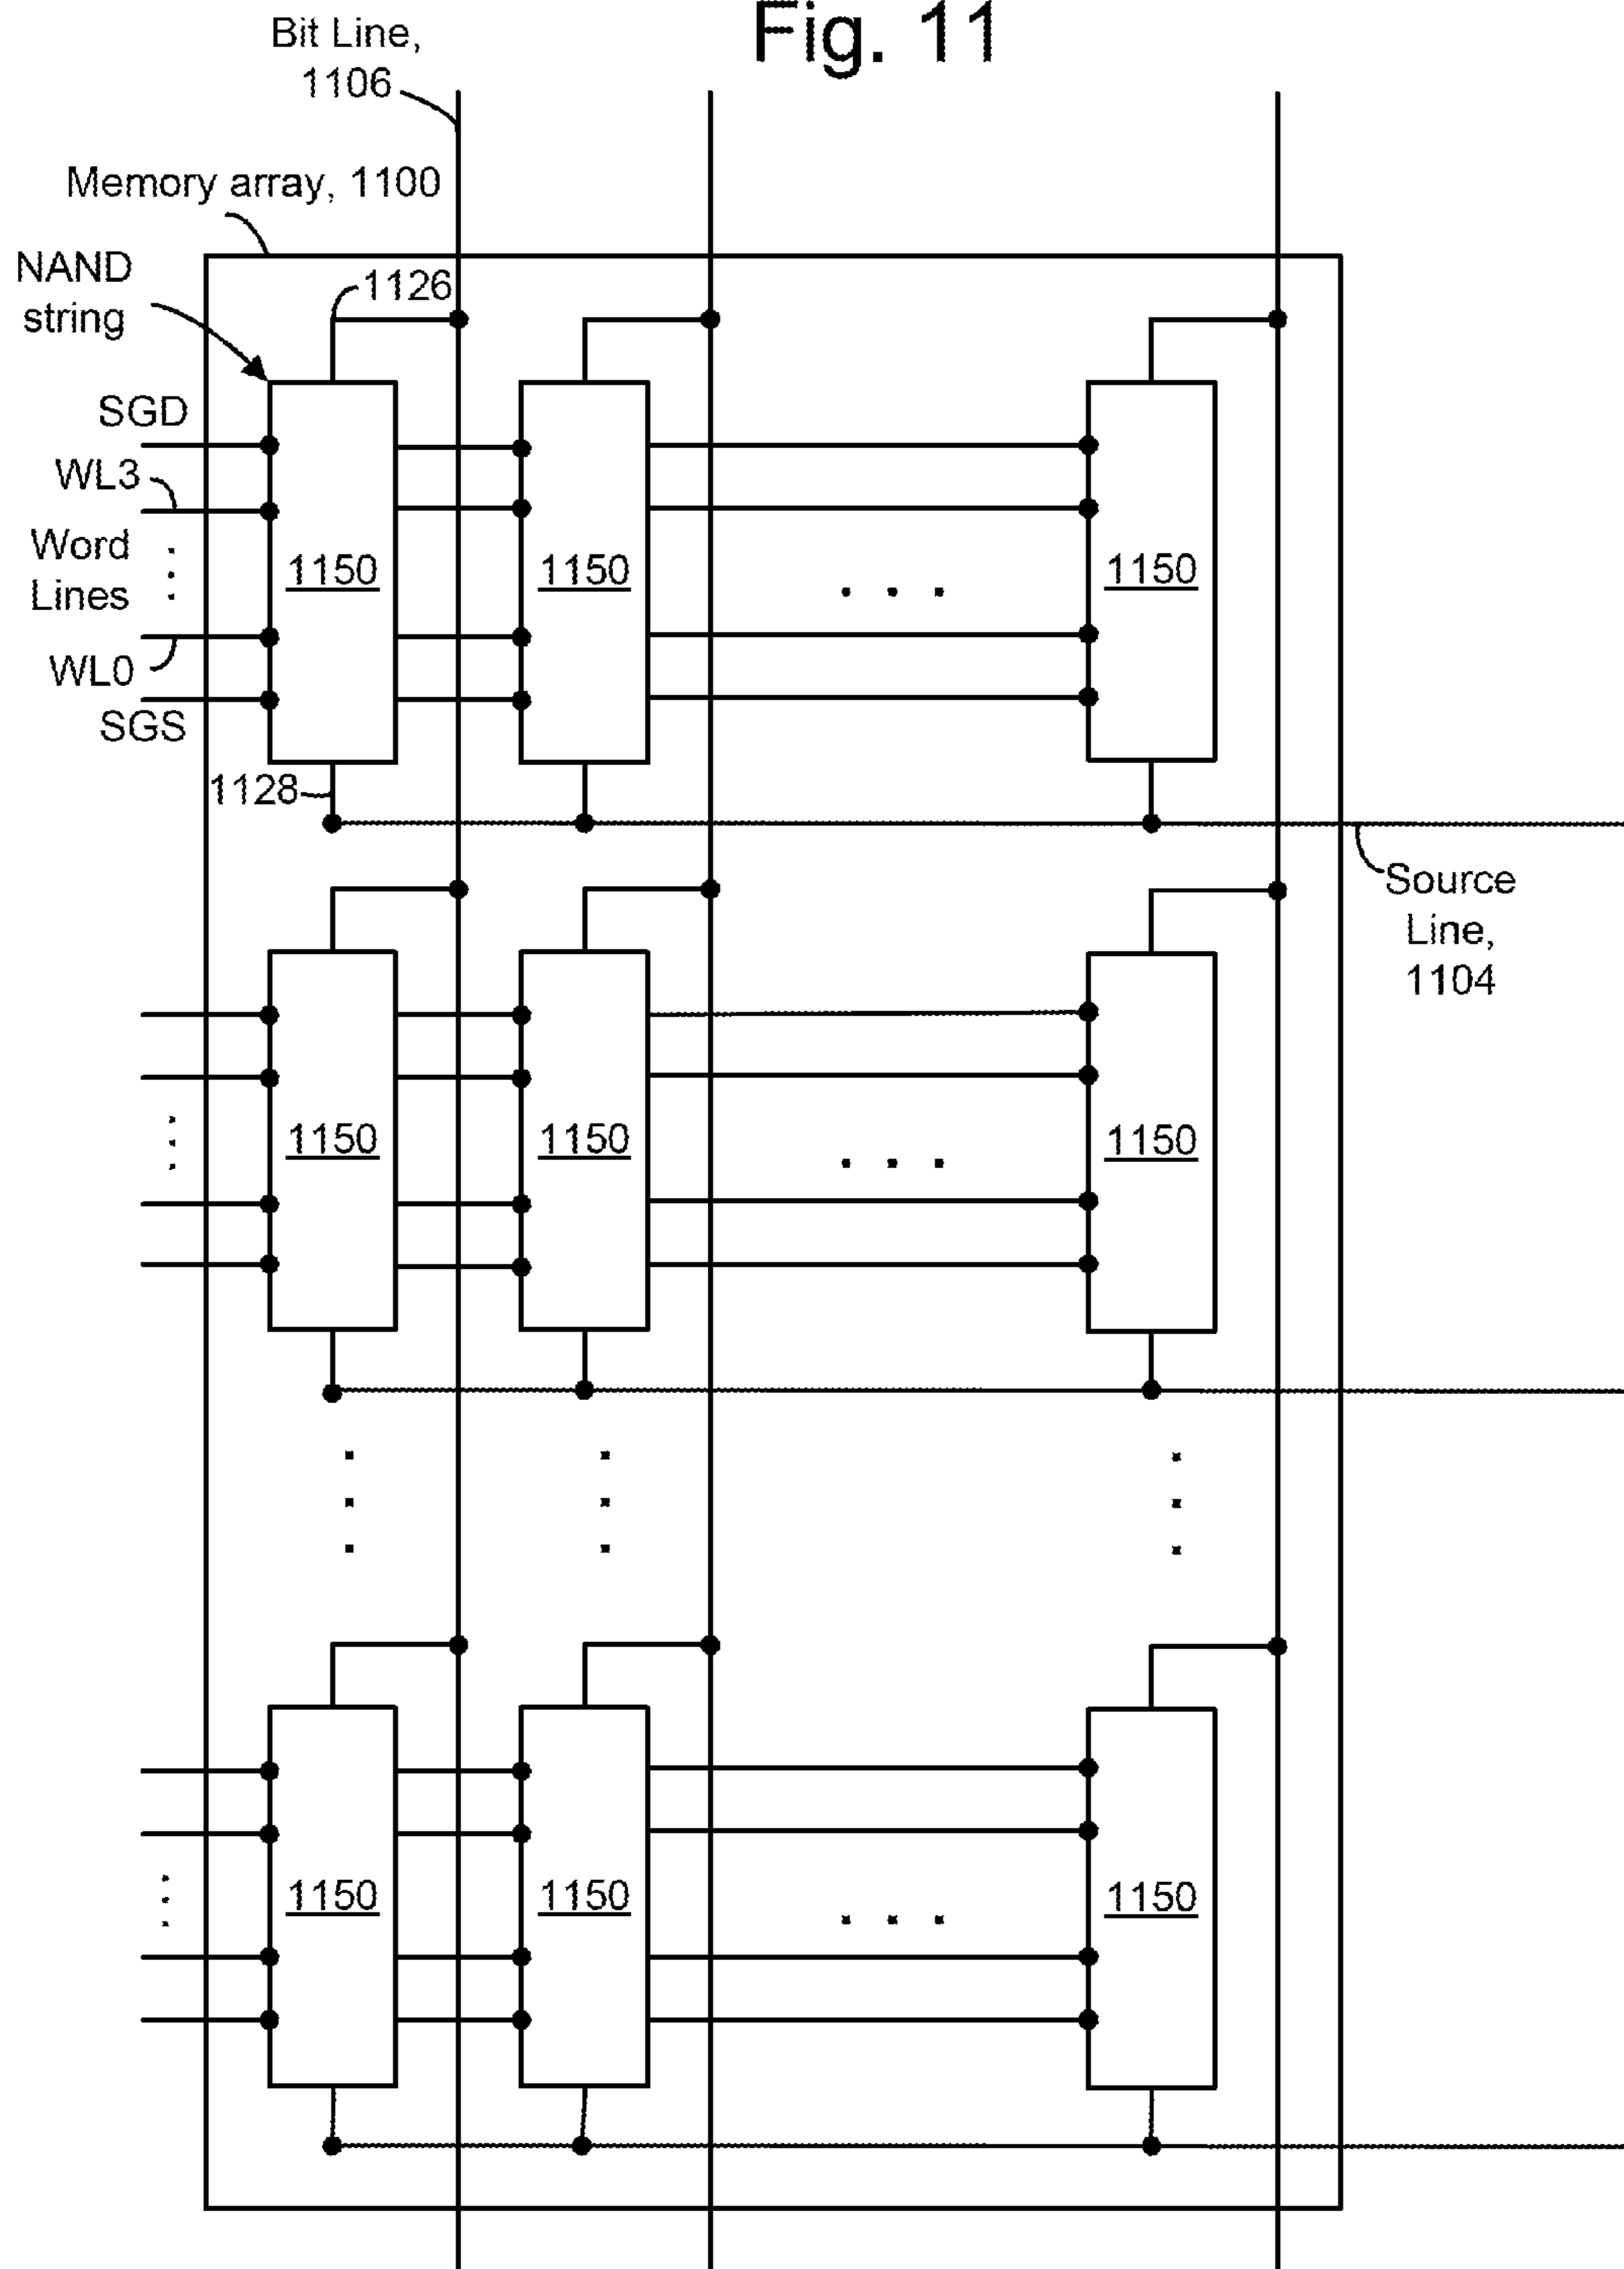 Fig. 11
Bit Line,
1106
Memory array, 1100
NAND
string
1126
SGD
WL3
Word
Lines
WL0
SGS
1150
1150
1150
1128
Source
Line,
1104
1150
1150
1150
1150
1150
1150